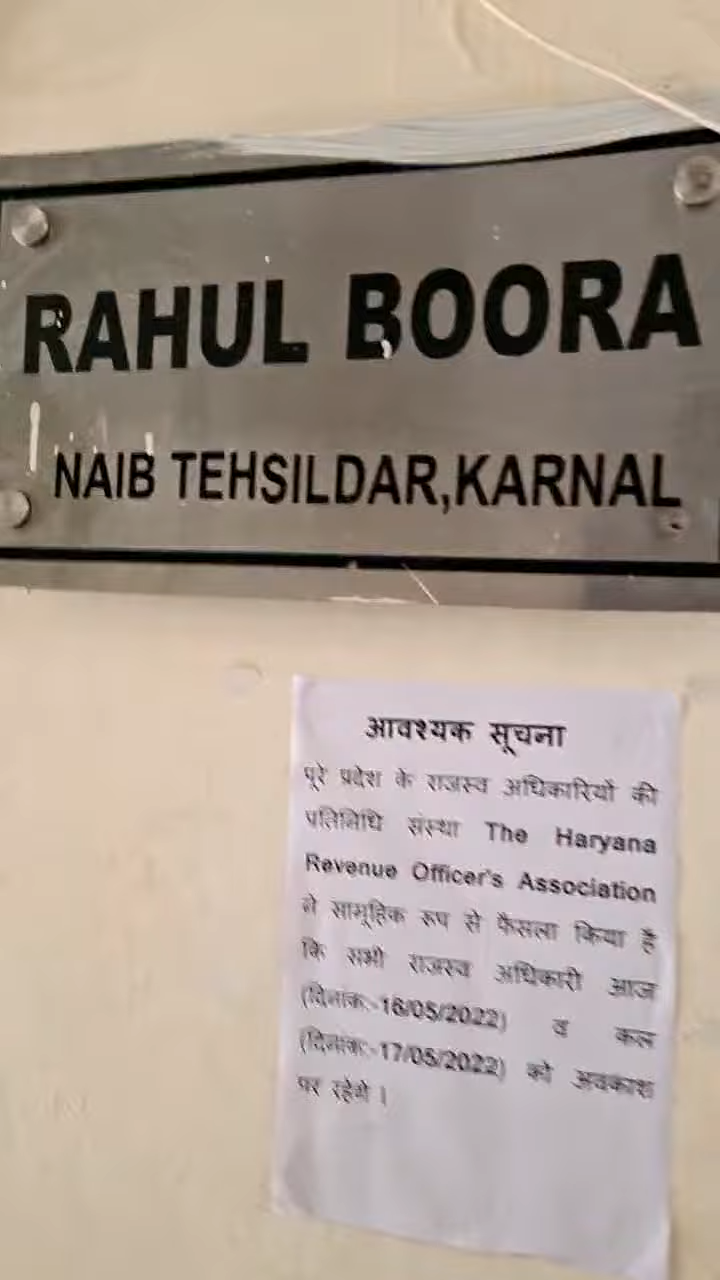 RAHUL BOORA
NAIB TEHSILDAR,KARNAL
आवश्यक सूचना
पूरे प्रदेश के राजस्व अधिकारियों की
प्रतिनिधि संस्था The Haryana
Revenue Officer's Association
ने सामूहिक रूप से फैसला किया है
कि सभी राजस्व अधिकारी आज
(दिनांक:-16/05/2022) व कल
(दिनांक:-17/05/2022) को अवकाश
पर रहेगे ।